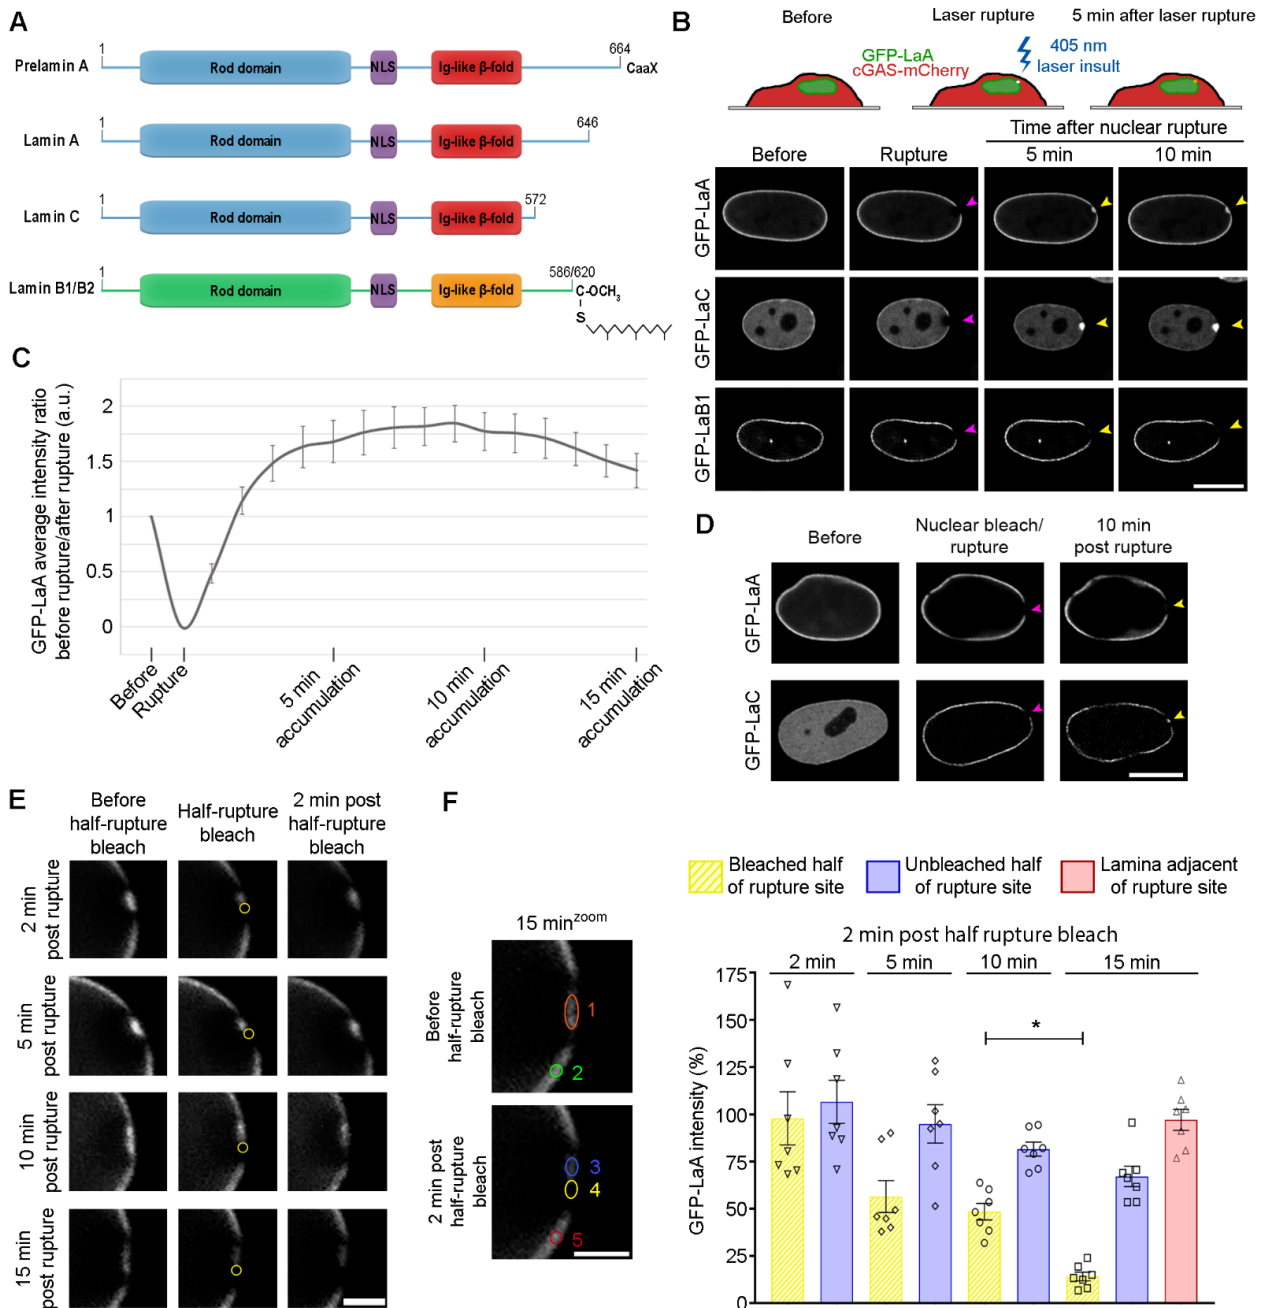 A
1
664
Prelamin A
Rod domain
NLS
Ig-like β-fold
CaaX
1
646
Lamin A
Rod domain
NLS
Ig-like β-fold
1
572
Lamin C
Rod domain
NLS
Ig-like β-fold
1
586/620
Lamin B1/B2
Rod domain
NLS
Ig-like β-fold
C-OCH3
S
B
Before
Laser rupture
5 min after laser rupture
GFP-LaA
cGAS-mCherry
405 nm
laser insult
Time after nuclear rupture
Before
Rupture
5 min
10 min
GFP-LaA
GFP-LaC
GFP-LaB1
C
GFP-LaA average intensity ratio
before rupture/after rupture (a.u.)
2
1.5
1
0.5
0
Before
Rupture
5 min
accumulation
10 min
accumulation
15 min
accumulation
D
Before
Nuclear bleach/
rupture
10 min
post rupture
GFP-LaA
GFP-LaC
E
Before
half-rupture
bleach
Half-rupture
bleach
2 min post
half-rupture
bleach
2 min
post rupture
5 min
post rupture
10 min
post rupture
15 min
post rupture
F
15 min zoom
Before
half-rupture
bleach
1
2
2 min post
half-rupture
bleach
3
4
5
Bleached half
of rupture site
Unbleached half
of rupture site
Lamina adjacent
of rupture site
2 min post half rupture bleach
2 min
5 min
10 min
15 min
GFP-LaA intensity (%)
175
150
125
100
75
50
25
0
*